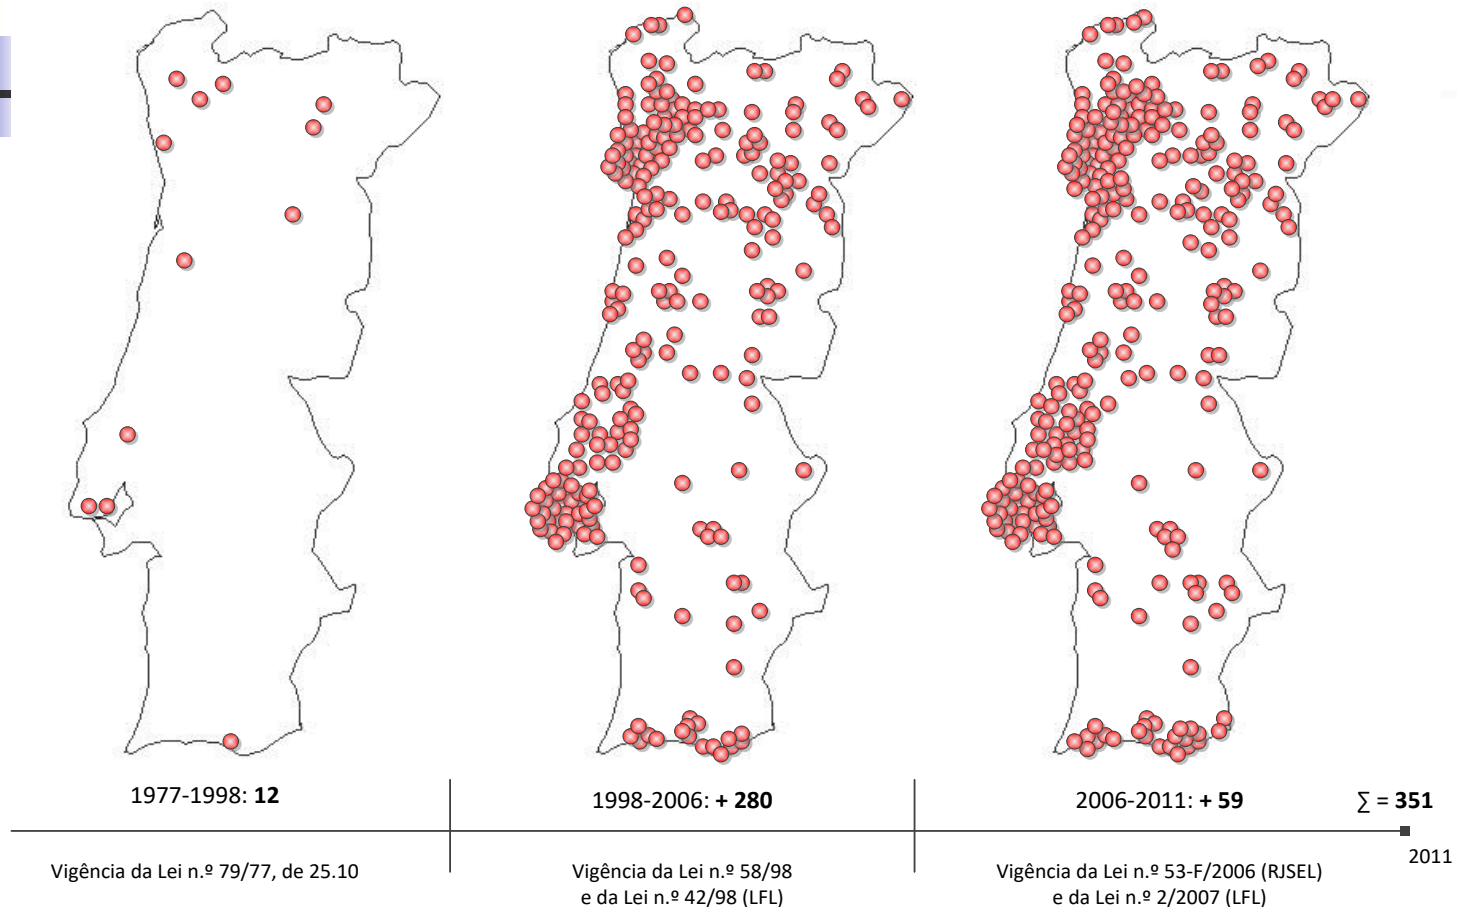 1977-1998: 12
1998-2006: + 280
2006-2011: + 59
∑ = 351
2011
Vigência da Lei n.º 79/77, de 25.10
Vigência da Lei n.º 58/98
e da Lei n.º 42/98 (LFL)
Vigência da Lei n.º 53-F/2006 (RJSEL)
e da Lei n.º 2/2007 (LFL)